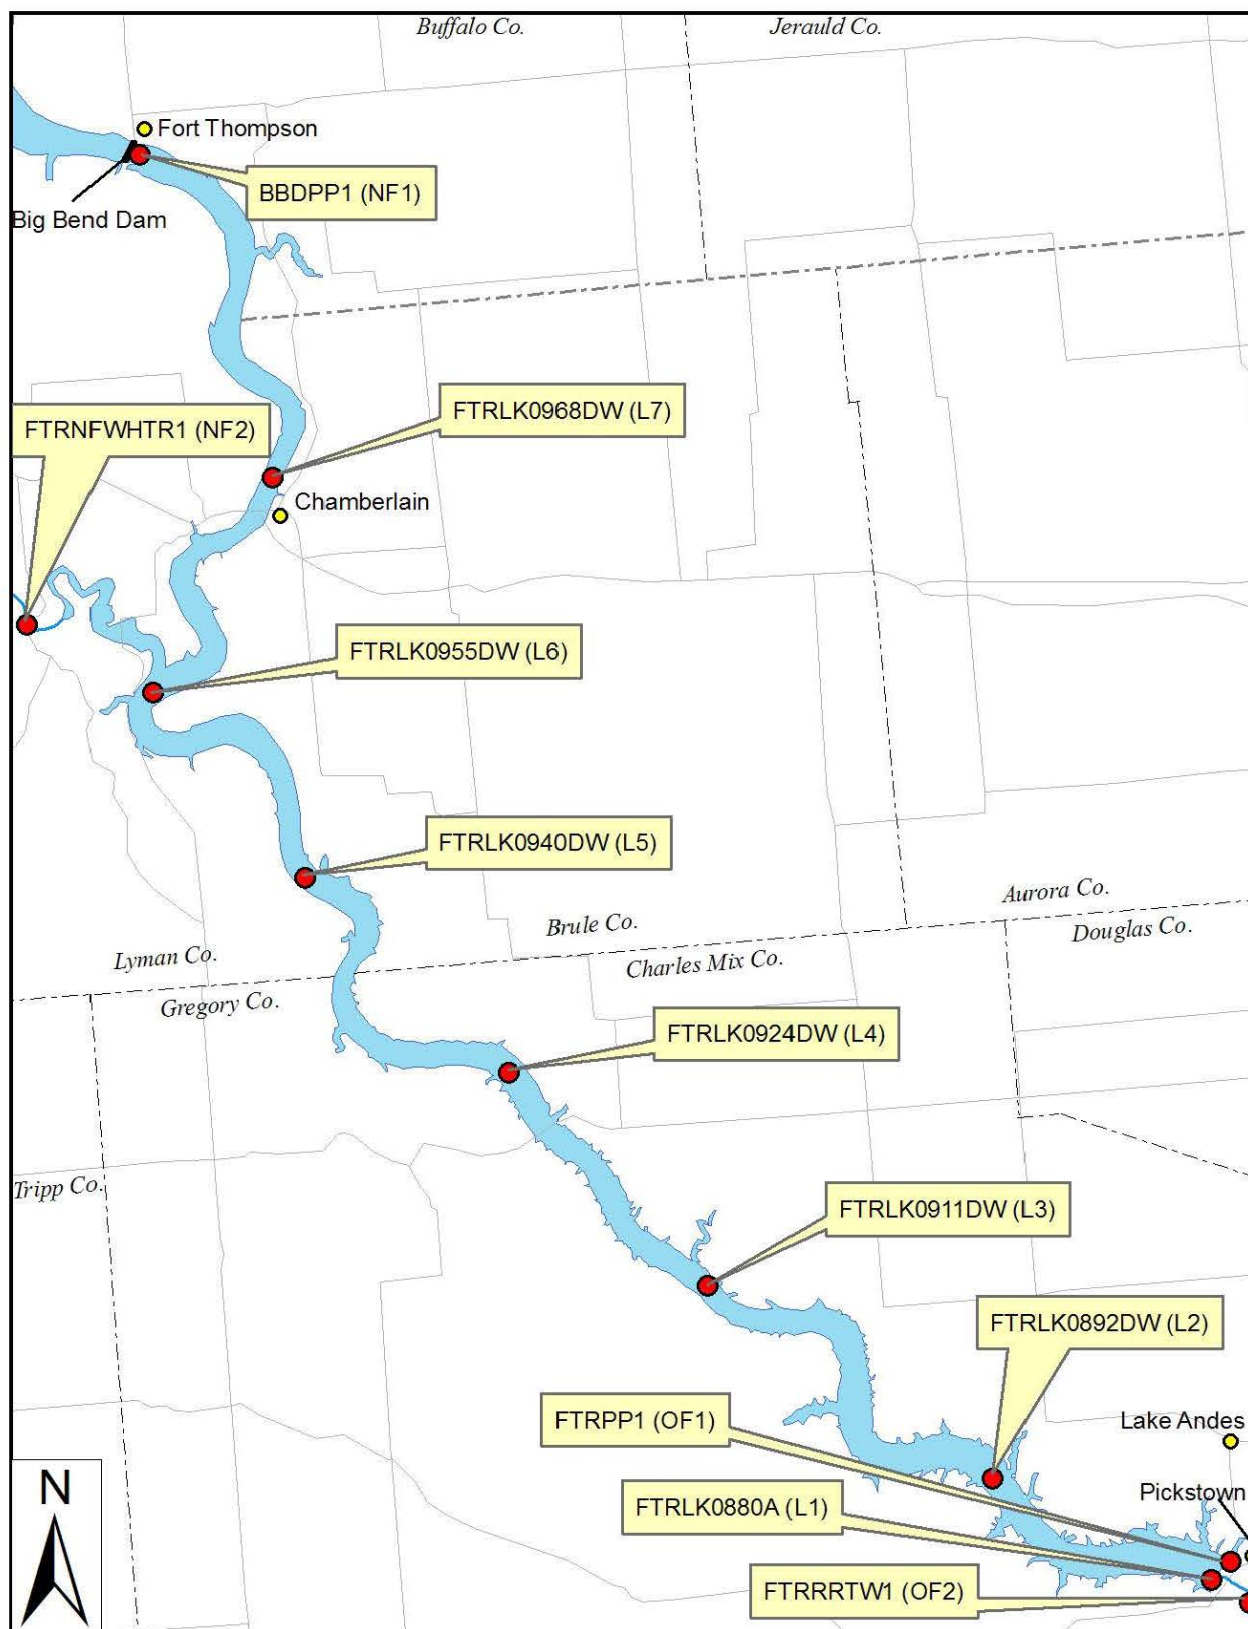 Buffalo Co.
Jerauld Co.
Fort Thompson
BBDPP1 (NF1)
Big Bend Dam
FTRLK0968DW (L7)
FTRNFWHTR1 (NF2)
Chamberlain
FTRLK0955DW (L6)
FTRLK0940DW (L5)
Aurora Co.
Brule Co.
Douglas Co.
Lyman Co.
Charles Mix Co.
Gregory Co.
FTRLK0924DW (L4)
Tripp Co.
FTRLK0911DW (L3)
FTRLK0892DW (L2)
FTRPP1 (OF1)
Lake Andes
N
Pickstown
FTRLK0880A (L1)
FTRRRTW1 (OF2)